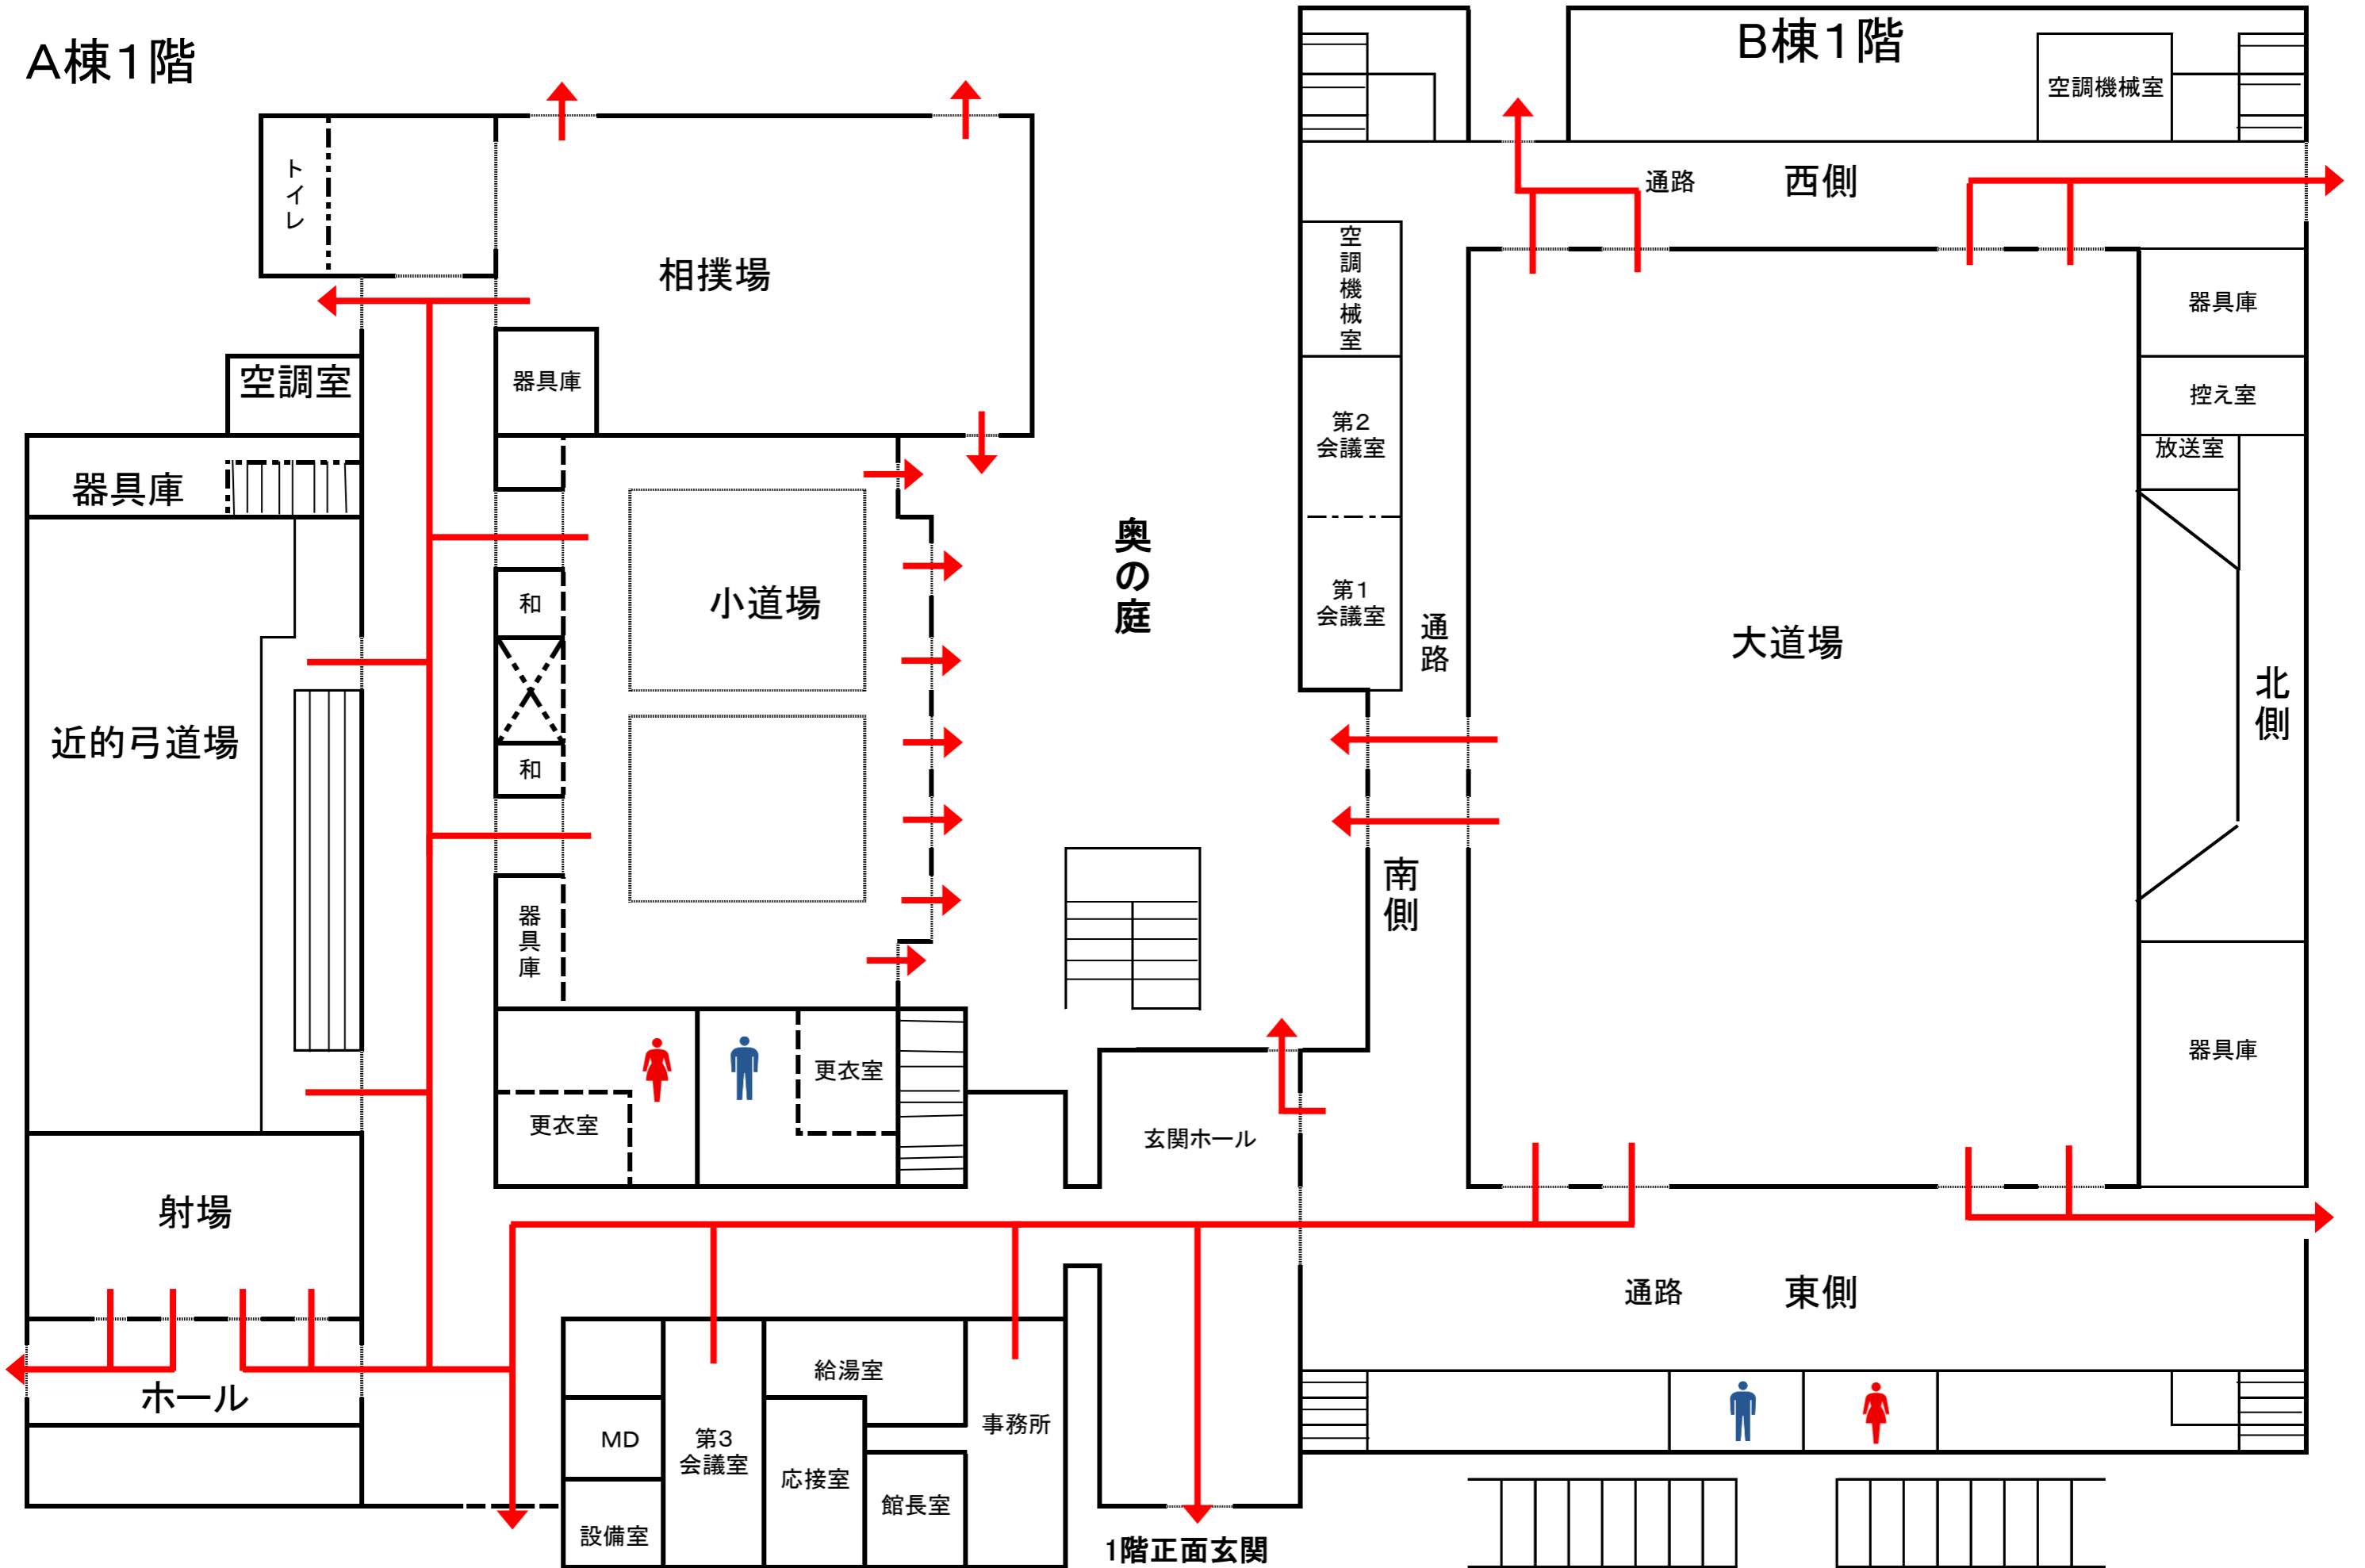 A棟1階
B棟1階
空調機械室
トイレ
通路
西側
相撲場
空調機械室
器具庫
空調室
器具庫
控え室
第2
会議室
放送室
器具庫
奥の庭
和
小道場
第1
会議室
通路
大道場
北側
近的弓道場
和
南側
器具庫
器具庫
更衣室
更衣室
玄関ホール
射場
通路
東側
給湯室
ホール
事務所
MD
第3
会議室
応接室
館長室
設備室
1階正面玄関